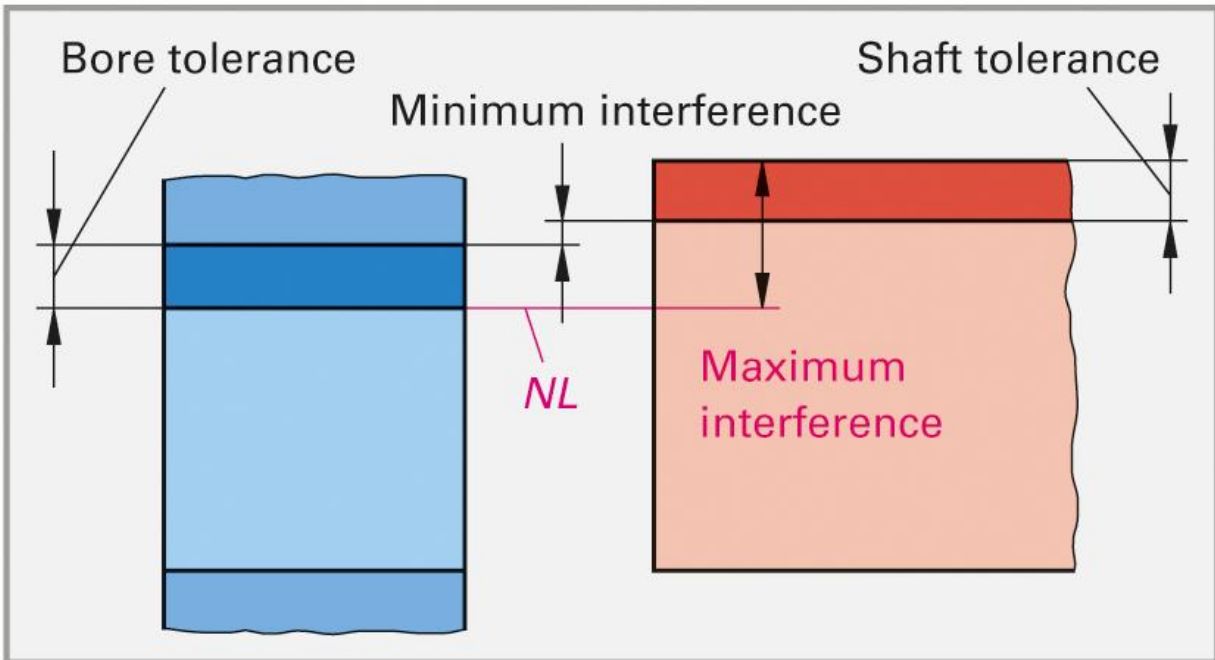 Bore tolerance
Shaft tolerance
Minimum interference
NL
Maximum
interference